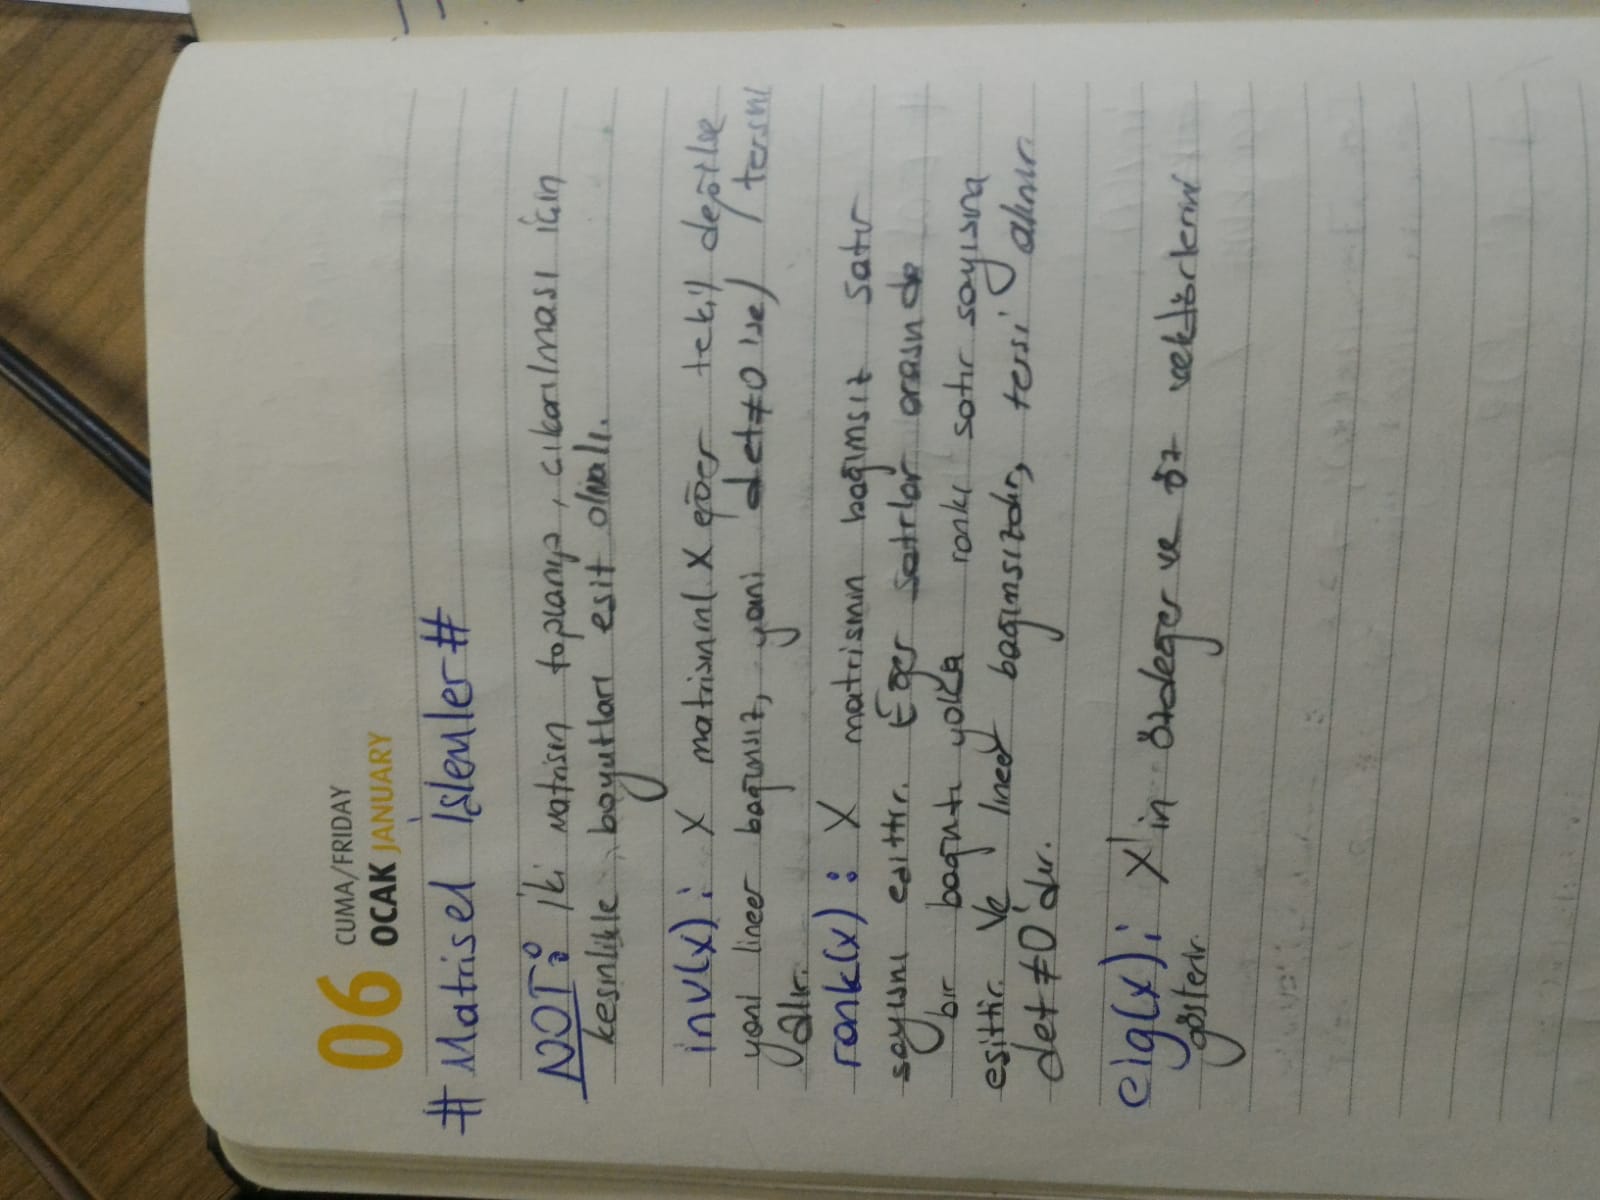 06
CUMA/FRIDAY
OCAK JANUARY
# Matrisel İşlemler #
NOT: İki matrisin toplanıp, çıkarılması için
kesinlikle boyutları eşit olmalı.
inv(x): X matrisinin (X eğer tekil değilse
yani lineer bağımsız, yani det≠0 ise) tersini
alır.
rank(x): X matrisinin bağımsız satır
sayısını eşittir. Eğer satırlar arasında
bir bağıntı yoksa rankı satır sayısına
eşittir. Ve lineer bağımsızdır, tersi alınır.
det≠0'dır.
eig(x): X'in özdeger ve öz vektörlerini
gösterir.